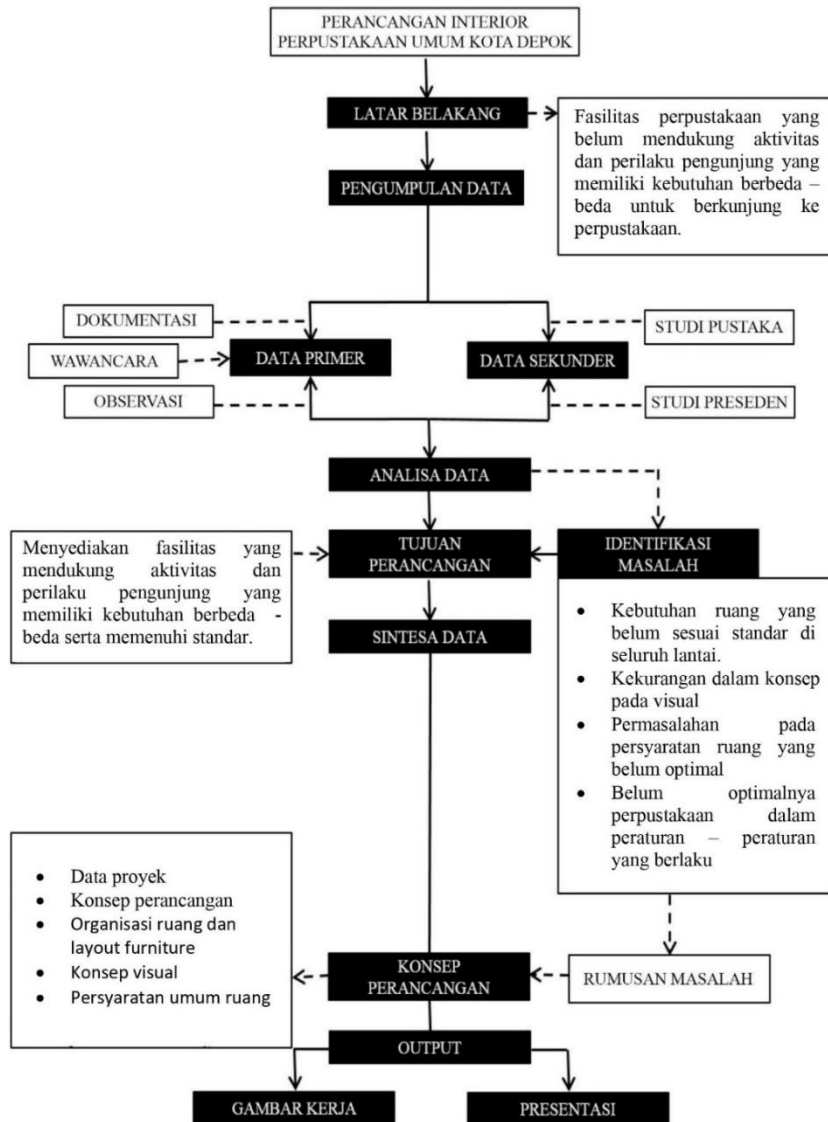 PERANCANGAN INTERIOR
PERPUSTAKAAN UMUM KOTA DEPOK
LATAR BELAKANG
Fasilitas perpustakaan yang
belum mendukung aktivitas
dan perilaku pengunjung yang
memiliki kebutuhan berbeda –
beda untuk berkunjung ke
perpustakaan.
PENGUMPULAN DATA
DOKUMENTASI
WAWANCARA
OBSERVASI
DATA PRIMER
DATA SEKUNDER
STUDI PUSTAKA
STUDI PRESEDEN
ANALISA DATA
Menyediakan fasilitas yang
mendukung aktivitas dan
perilaku pengunjung yang
memiliki kebutuhan berbeda -
beda serta memenuhi standar.
TUJUAN
PERANCANGAN
IDENTIFIKASI
MASALAH
• Kebutuhan ruang yang
belum sesuai standar di
seluruh lantai.
• Kekurangan dalam konsep
pada visual
• Permasalahan pada
persyaratan ruang yang
belum optimal
• Belum optimalnya
perpustakaan dalam
peraturan – peraturan
yang berlaku
SINTESA DATA
• Data proyek
• Konsep perancangan
• Organisasi ruang dan
layout furniture
• Konsep visual
• Persyaratan umum ruang
KONSEP
PERANCANGAN
RUMUSAN MASALAH
OUTPUT
GAMBAR KERJA
PRESENTASI